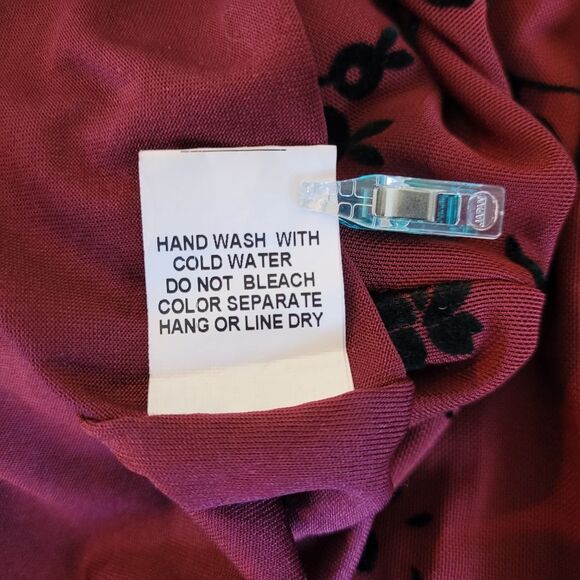 HAND WASH WITH
COLD WATER
DO NOT BLEACH
COLOR SEPARATE
HANG OR LINE DRY